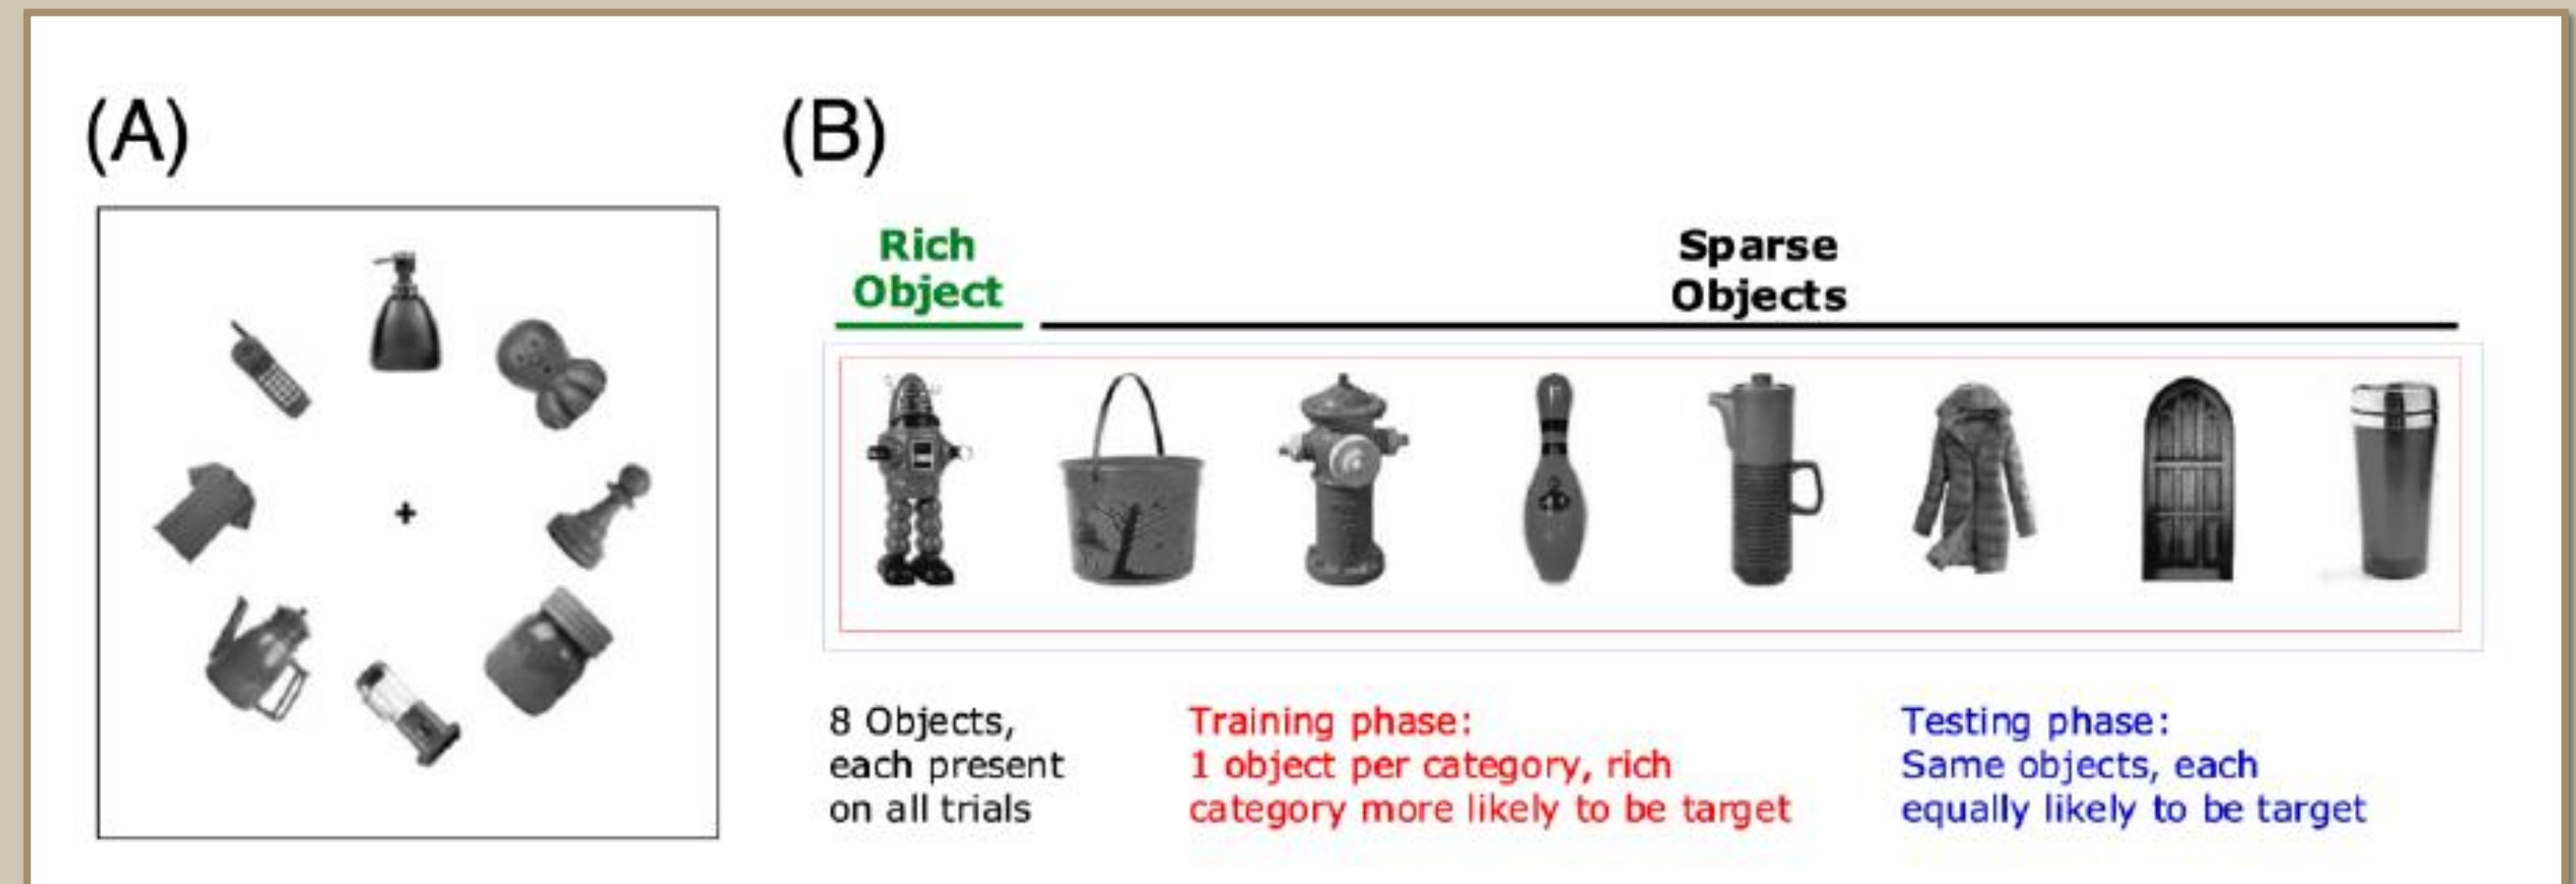 (A)
(B)
Rich
Object
Sparse
Objects
8 Objects,
each present
on all trials
Training phase:
1 object per category, rich
category more likely to be target
Testing phase:
Same objects, each
equally likely to be target